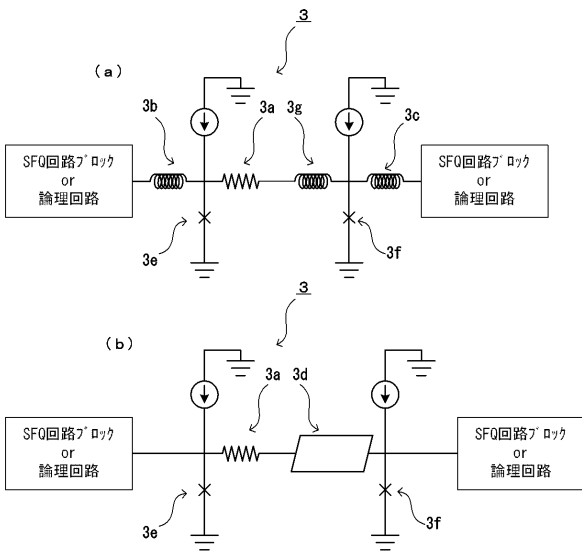 3
(a)
3b
3a
3g
3c
SFQ回路ブロック
or
論理回路
SFQ回路ブロック
or
論理回路
3e
3f
3
(b)
3a
3d
SFQ回路ブロック
or
論理回路
SFQ回路ブロック
or
論理回路
3e
3f